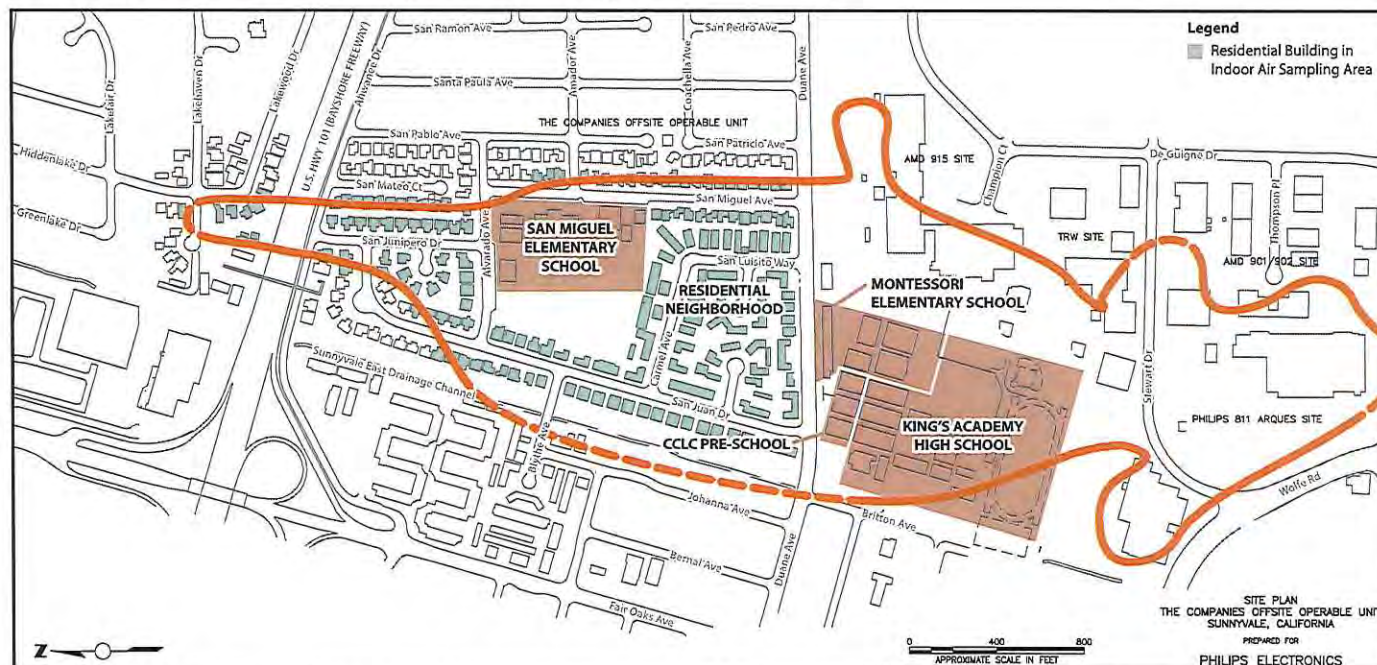 San Ramon Ave
San Pedro Ave
Legend
Residential Building in
Indoor Air Sampling Area
Lakefair Dr
Lakehaven Dr
Lakewood Dr
U.S. HWY 101 (BAYSHORE FREEWAY)
Ahwanee Dr
Santa Paula Ave
Amador Ave
Coachella Ave
Duane Ave
THE COMPANIES OFFSITE OPERABLE UNIT
San Pablo Ave
San Patricio Ave
AMD 915 SITE
Champion Ct
De Guigne Dr
Hiddenlake Dr
San Mateo Ct
San Miguel Ave
Thompson Pl
Greenlake Dr
Alvarado Ave
SAN MIGUEL
ELEMENTARY
SCHOOL
TRW SITE
San Junipero Dr
San Luisito Way
AMD 901/902 SITE
RESIDENTIAL
NEIGHBORHOOD
MONTESSORI
ELEMENTARY SCHOOL
Carmel Ave
Sunnyvale East Drainage Channel
Stewart Dr
San Juan Dr
PHILIPS 811 ARQUES SITE
CCLC PRE-SCHOOL
KING'S ACADEMY
HIGH SCHOOL
Blythe Ave
Wolfe Rd
Johanna Ave
Britton Ave
Bernal Ave
Duane Ave
Fair Oaks Ave
Z
0 400 800
APPROXIMATE SCALE IN FEET
SITE PLAN
THE COMPANIES OFFSITE OPERABLE UNIT
SUNNYVALE, CALIFORNIA
PREPARED FOR
PHILIPS ELECTRONICS